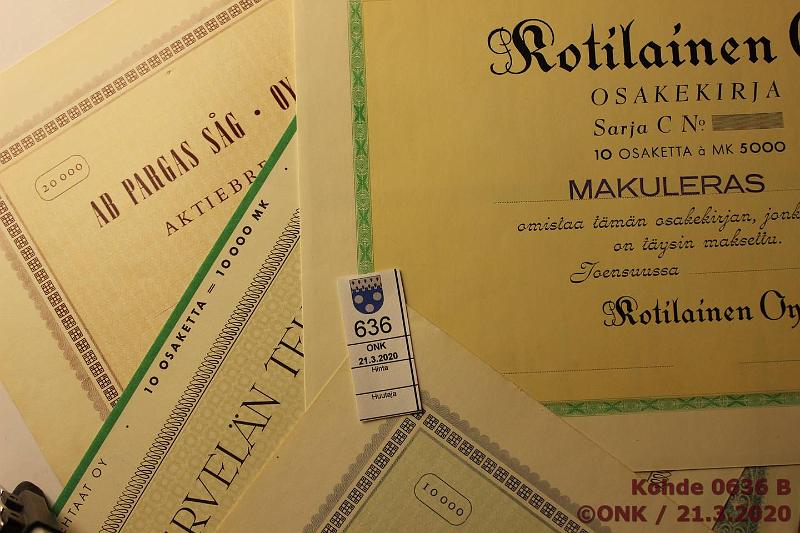 20 000
AB PARGAS SÅG • OY
AKTIEBRE
10 OSAKETTA = 10 000 MK
ERVELÄN TE
HTAAT OY
Kotilainen O
OSAKEKIRJA
Sarja C No
10 OSAKETTA à MK 5000
MAKULERAS
omistaa tämän osakekirjan, jonk
on täysin maksettu.
Joensuussa
Kotilainen Oy
636
ONK
21.3.2020
Hinta
Huutaja
10 000
Kohde 0636 B
©ONK / 21.3.2020